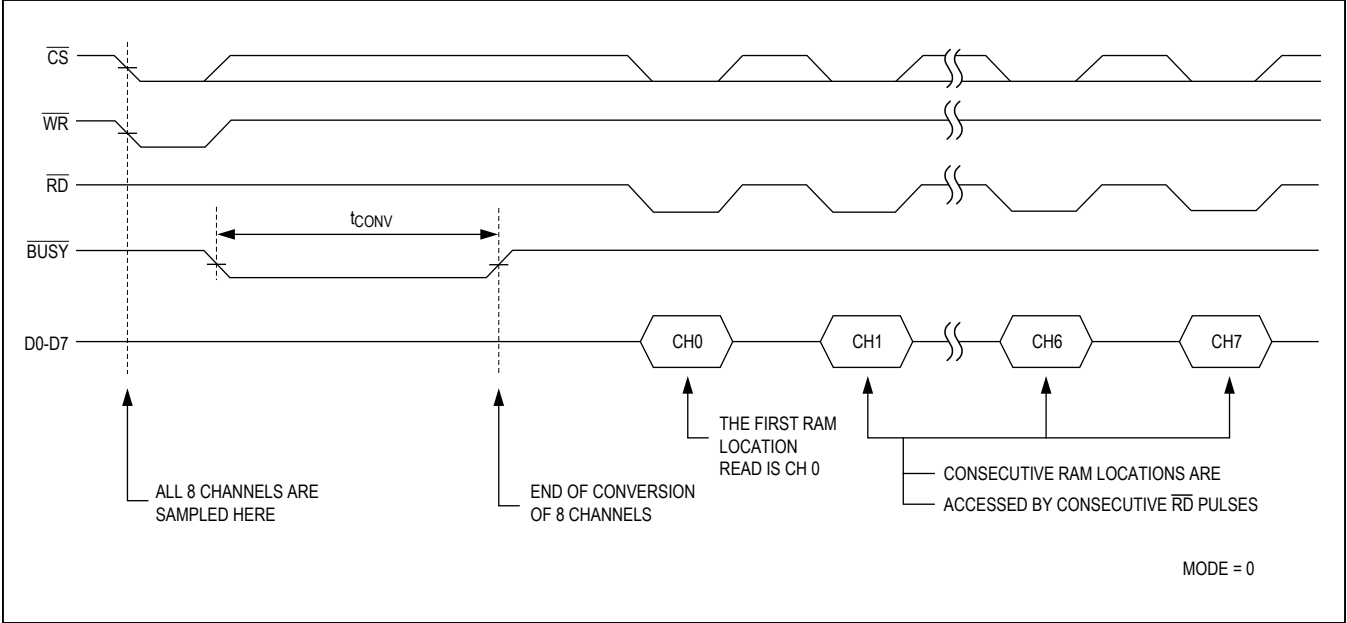 CS
WR
RD
tCONV
BUSY
D0-D7
CH0
CH1
CH6
CH7
THE FIRST RAM
LOCATION
READ IS CH 0
CONSECUTIVE RAM LOCATIONS ARE
ACCESSED BY CONSECUTIVE RD PULSES
ALL 8 CHANNELS ARE
SAMPLED HERE
END OF CONVERSION
OF 8 CHANNELS
MODE = 0